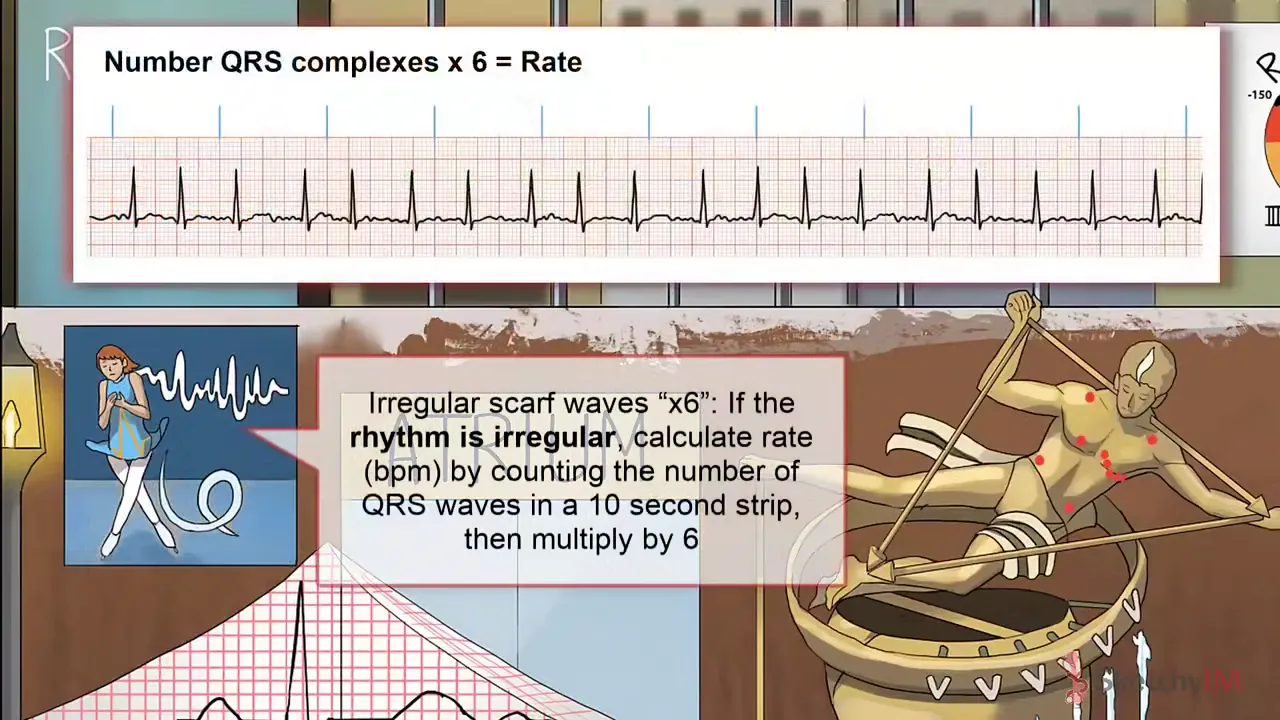 R
Number QRS complexes x 6 = Rate
R
-150
III
Irregular scarf waves “x6”: If the
rhythm is irregular, calculate rate
(bpm) by counting the number of
QRS waves in a 10 second strip,
then multiply by 6
ATRIUM
V V V V V V
SketchyIM